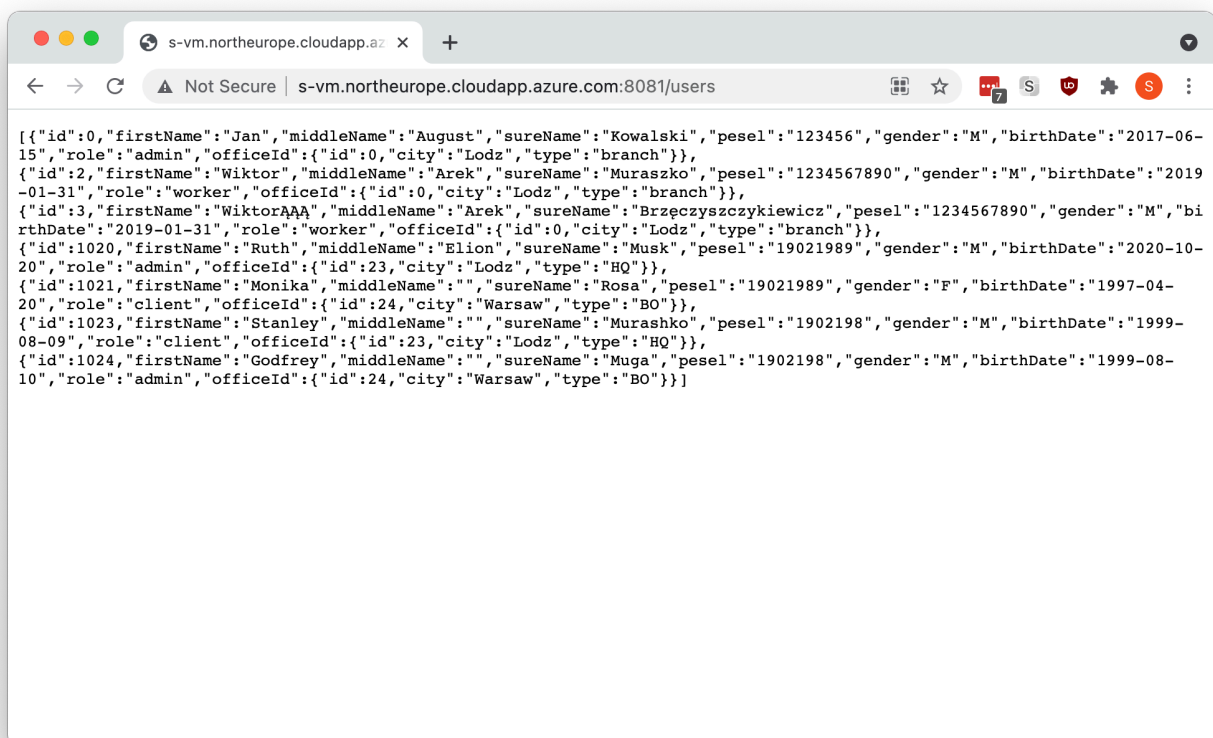 s-vm.northeurope.cloudapp.az
Not Secure s-vm.northeurope.cloudapp.azure.com:8081/users
7
S
S
[{"id":0,"firstName":"Jan","middleName":"August","sureName":"Kowalski","pesel":"123456","gender":"M","birthDate":"2017-06-
15","role":"admin","officeId":{"id":0,"city":"Lodz","type":"branch"}},
{"id":2,"firstName":"Wiktor","middleName":"Arek","sureName":"Muraszko","pesel":"1234567890","gender":"M","birthDate":"2019
-01-31","role":"worker","officeId":{"id":0,"city":"Lodz","type":"branch"}},
{"id":3,"firstName":"WiktorĄĄĄ","middleName":"Arek","sureName":"Brzęczyszczykiewicz","pesel":"1234567890","gender":"M","bi
rthDate":"2019-01-31","role":"worker","officeId":{"id":0,"city":"Lodz","type":"branch"}},
{"id":1020,"firstName":"Ruth","middleName":"Elion","sureName":"Musk","pesel":"19021989","gender":"M","birthDate":"2020-10-
20","role":"admin","officeId":{"id":23,"city":"Lodz","type":"HQ"}},
{"id":1021,"firstName":"Monika","middleName":"","sureName":"Rosa","pesel":"19021989","gender":"F","birthDate":"1997-04-
20","role":"client","officeId":{"id":24,"city":"Warsaw","type":"BO"}},
{"id":1023,"firstName":"Stanley","middleName":"","sureName":"Murashko","pesel":"1902198","gender":"M","birthDate":"1999-
08-09","role":"client","officeId":{"id":23,"city":"Lodz","type":"HQ"}},
{"id":1024,"firstName":"Godfrey","middleName":"","sureName":"Muga","pesel":"1902198","gender":"M","birthDate":"1999-08-
10","role":"admin","officeId":{"id":24,"city":"Warsaw","type":"BO"}}]